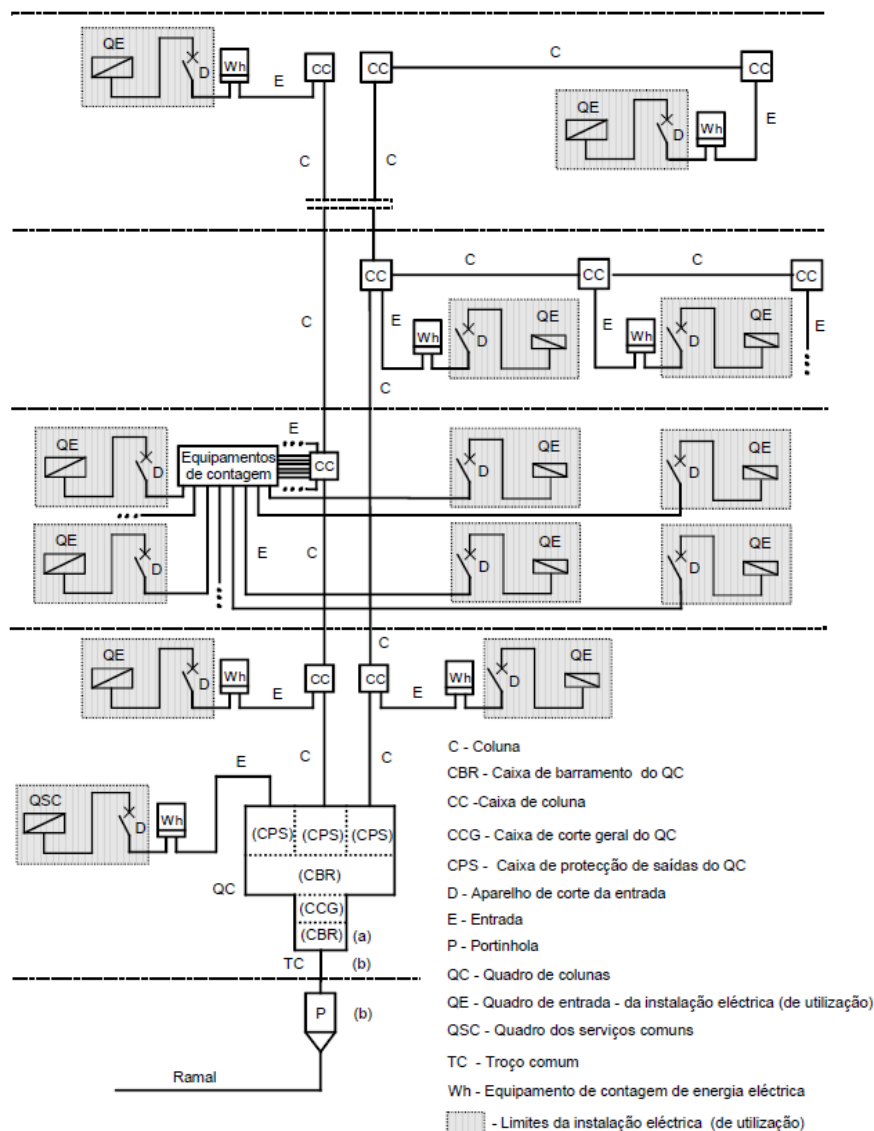 QE
D
Wh
E
CC
CC
C
CC
C
C
QE
D
Wh
E
CC
C
CC
C
CC
C
E
Wh
D
QE
E
Wh
D
QE
E
C
QE
D
Equipamentos
de contagem
E
CC
D
QE
D
QE
QE
D
E
C
D
QE
D
QE
C
QE
D
Wh
E
CC
CC
E
Wh
D
QE
C
C
E
QSC
D
Wh
(CPS)
(CPS)
(CPS)
(CBR)
QC
(CCG)
(CBR)
(a)
TC
(b)
P
(b)
Ramal
C - Coluna
CBR - Caixa de barramento do QC
CC -Caixa de coluna
CCG - Caixa de corte geral do QC
CPS - Caixa de protecção de saídas do QC
D - Aparelho de corte da entrada
E - Entrada
P - Portinhola
QC - Quadro de colunas
QE - Quadro de entrada - da instalação eléctrica (de utilização)
QSC - Quadro dos serviços comuns
TC - Troço comum
Wh - Equipamento de contagem de energia eléctrica
- Limites da instalação eléctrica (de utilização)